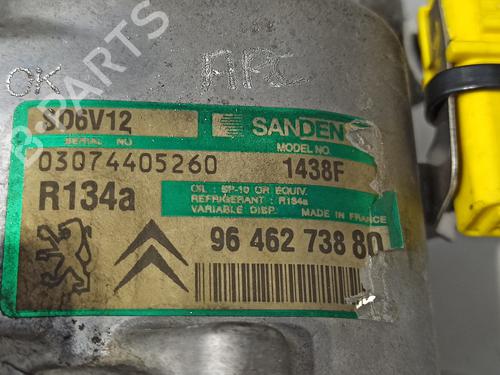 B-PARTS
OK AFC
S06V12 SANDEN
SERIAL NO MODEL NO.
03074405260 1438F
R134a
OIL : SP-10 OR EQUIV.
REFRIGERANT : R134a
VARIABLE DISP. MADE IN FRANCE
96 462 738 80